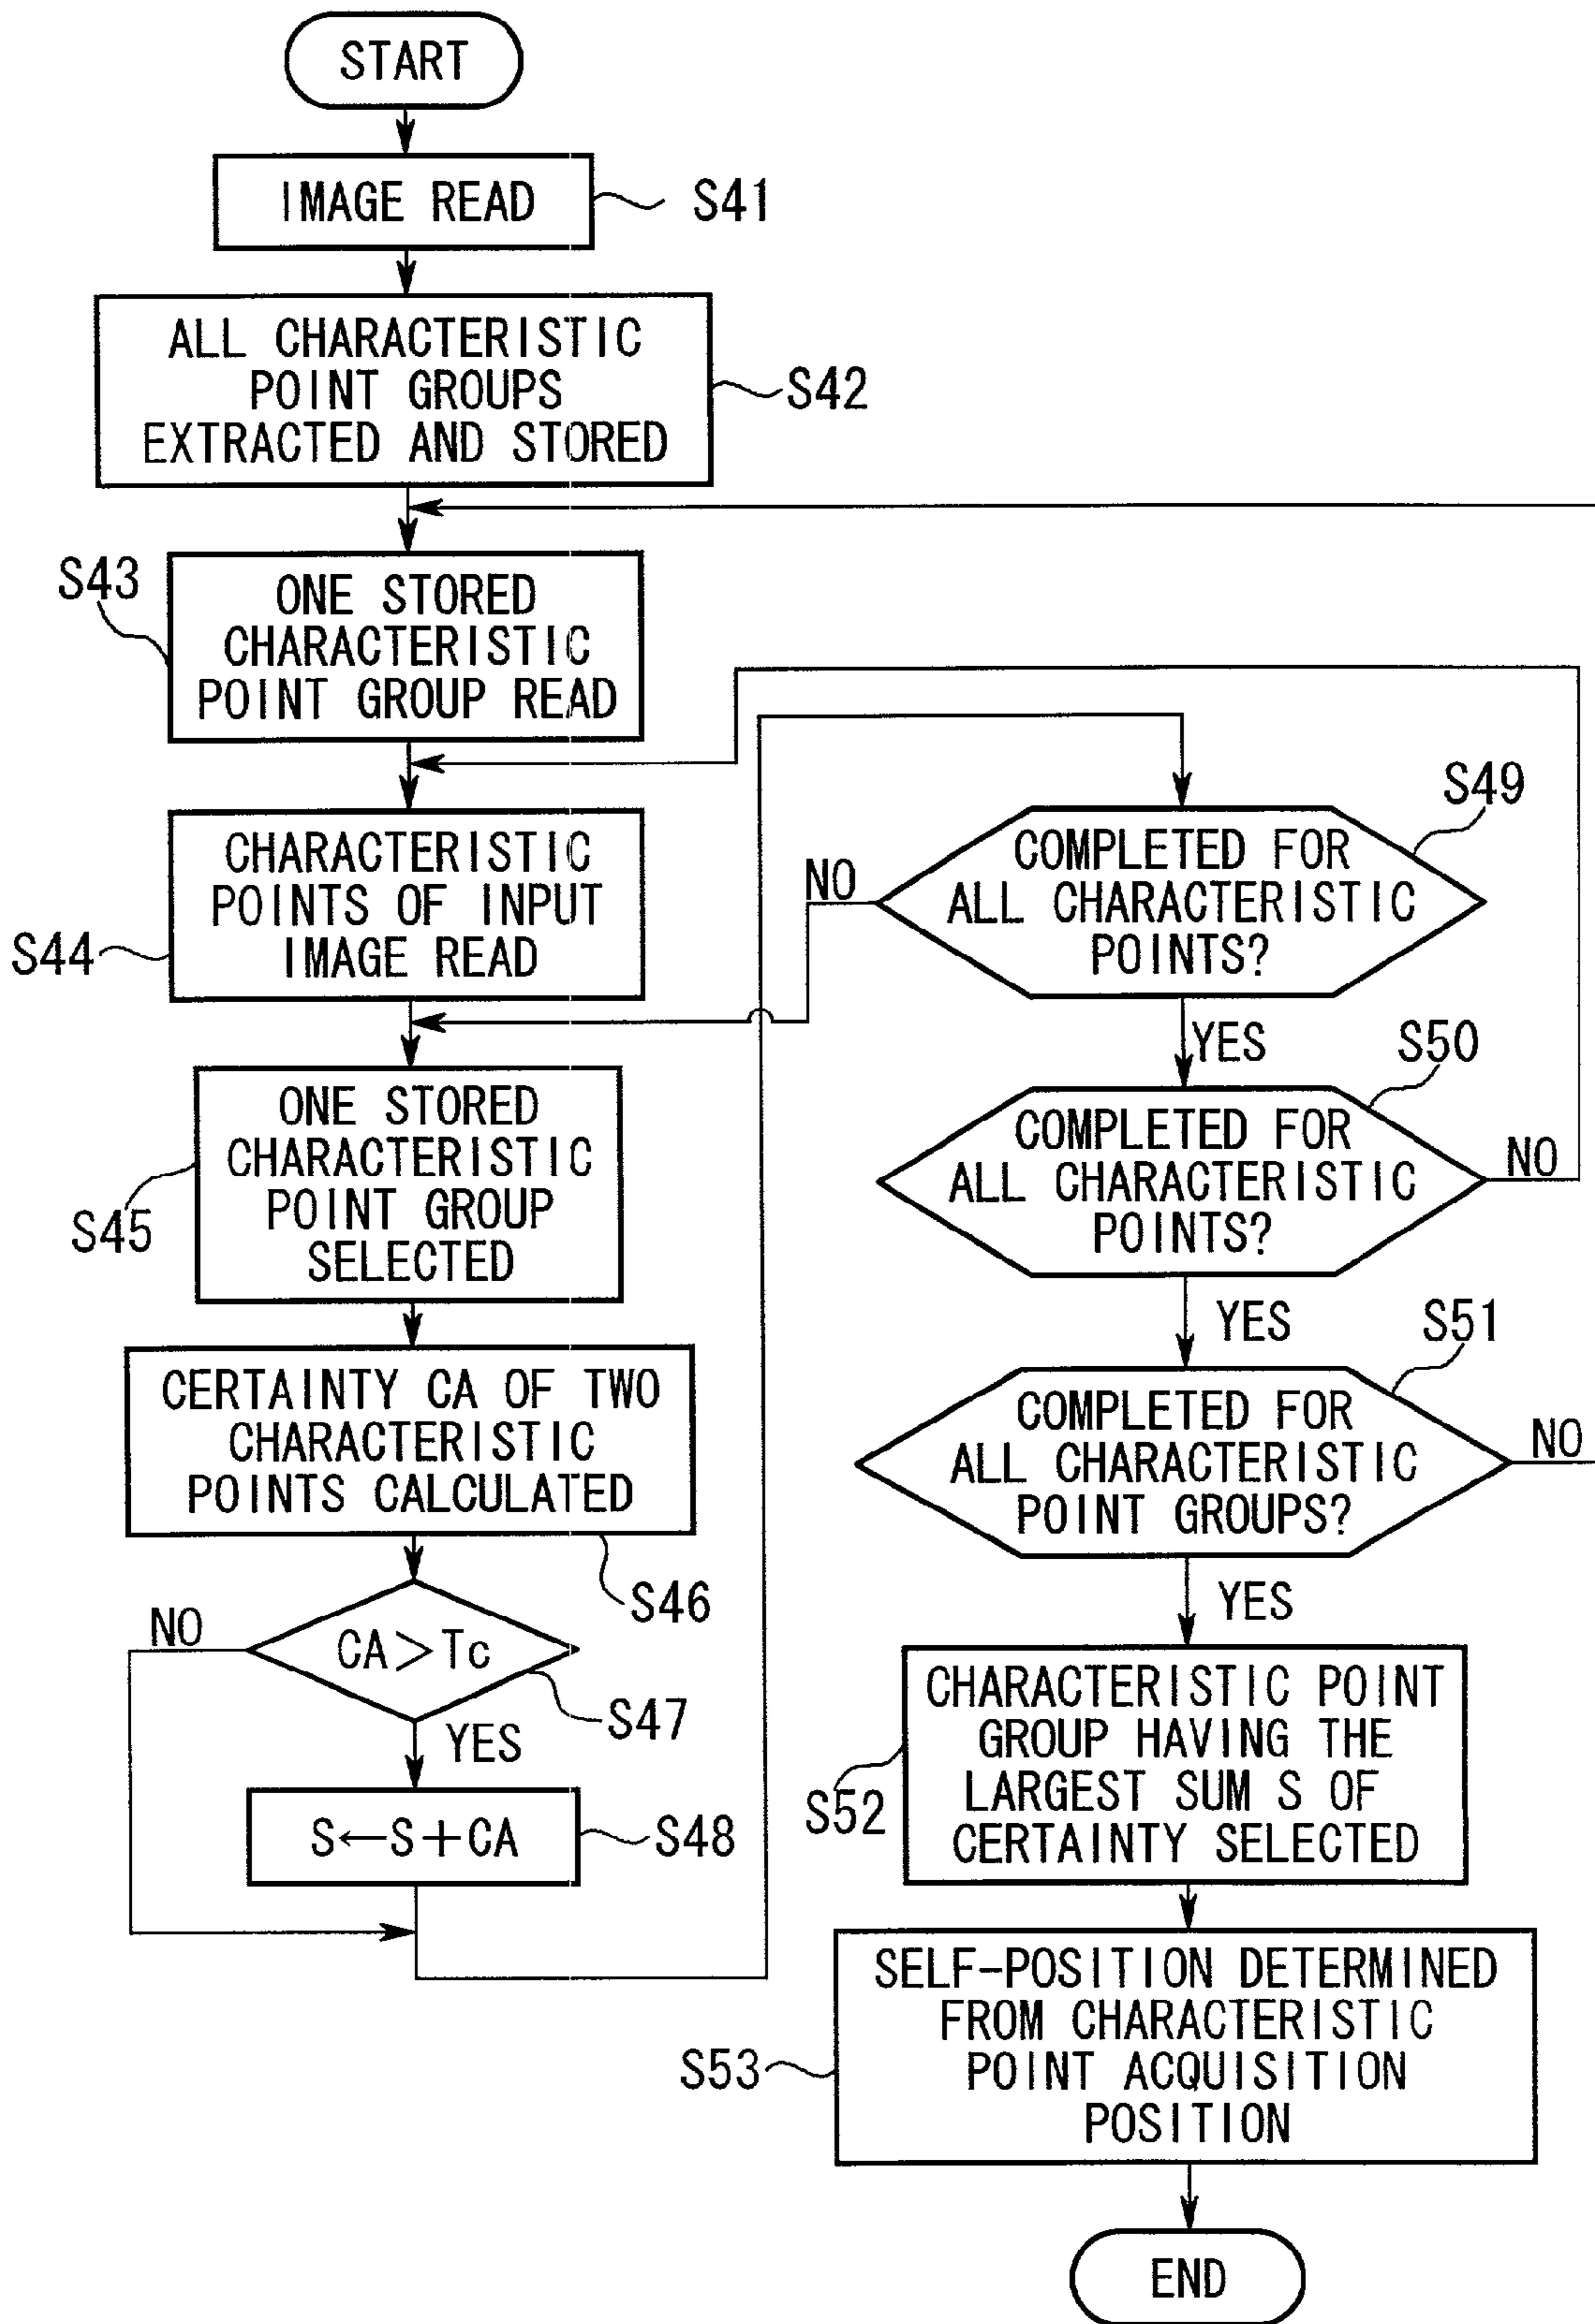 START
IMAGE READ
S41
ALL CHARACTERISTIC
POINT GROUPS
EXTRACTED AND STORED
S42
S43
ONE STORED
CHARACTERISTIC
POINT GROUP READ
CHARACTERISTIC
POINTS OF INPUT
IMAGE READ
S44
ONE STORED
CHARACTERISTIC
POINT GROUP
SELECTED
S45
CERTAINTY CA OF TWO
CHARACTERISTIC
POINTS CALCULATED
S46
NO
CA>Tc
S47
YES
S←S+CA
S48
S49
COMPLETED FOR
ALL CHARACTERISTIC
POINTS?
NO
YES
S50
COMPLETED FOR
ALL CHARACTERISTIC
POINTS?
NO
YES
S51
COMPLETED FOR
ALL CHARACTERISTIC
POINT GROUPS?
NO
YES
CHARACTERISTIC POINT
GROUP HAVING THE
LARGEST SUM S OF
CERTAINTY SELECTED
S52
SELF-POSITION DETERMINED
FROM CHARACTERISTIC
POINT ACQUISITION
POSITION
S53
END